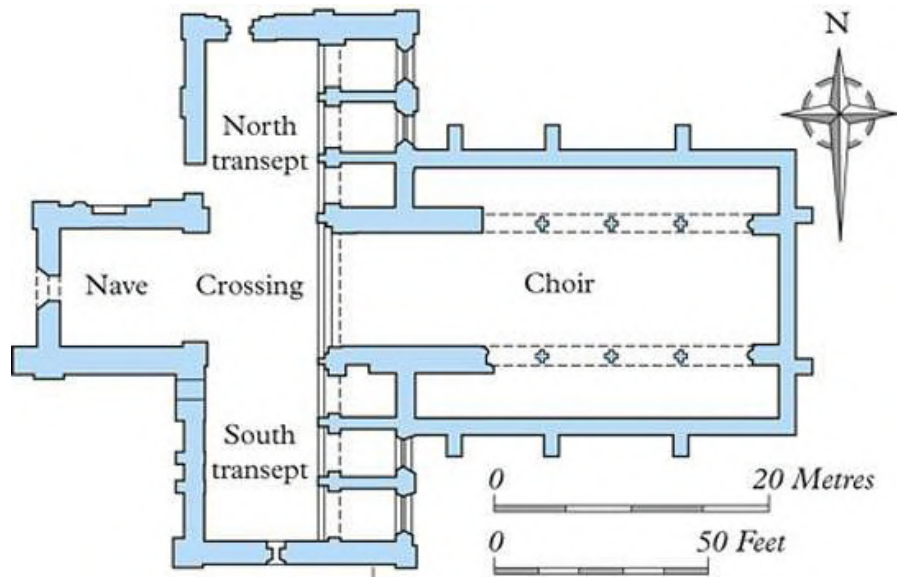 N
North
transept
Nave
Crossing
Choir
South
transept
0 20 Metres
0 50 Feet